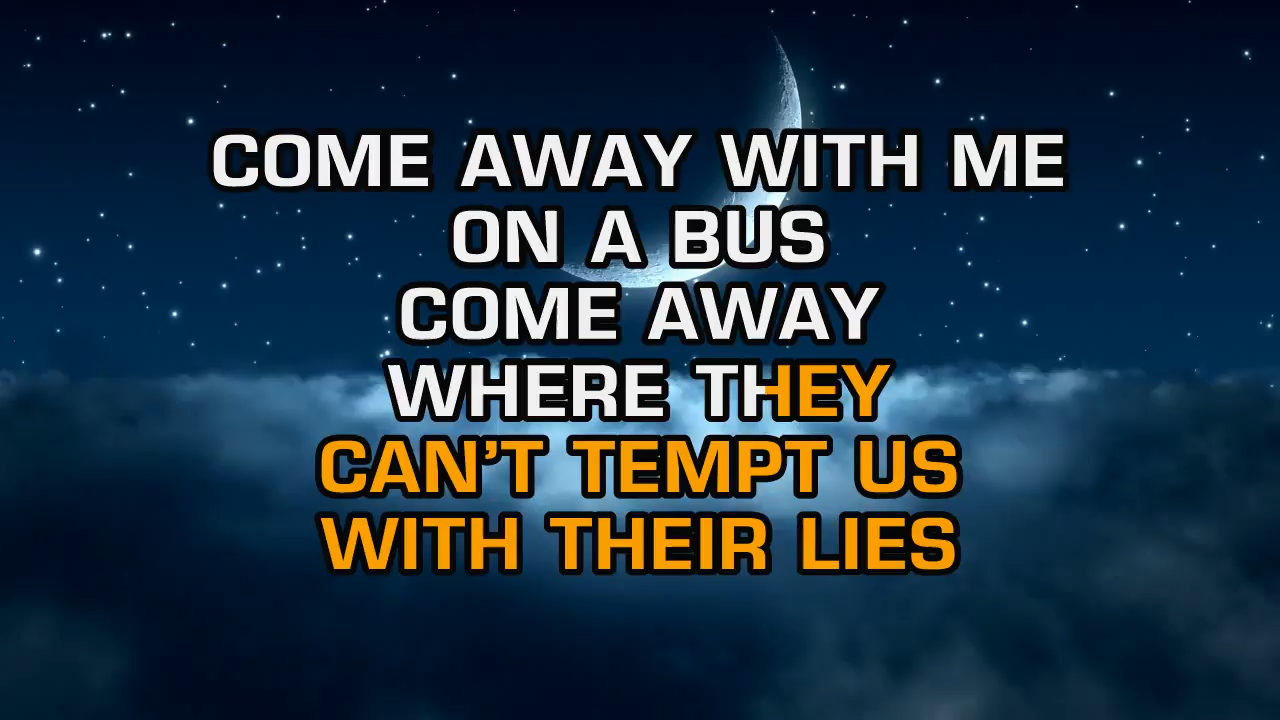 COME AWAY WITH ME
ON A BUS
COME AWAY
WHERE THEY
CAN'T TEMPT US
WITH THEIR LIES